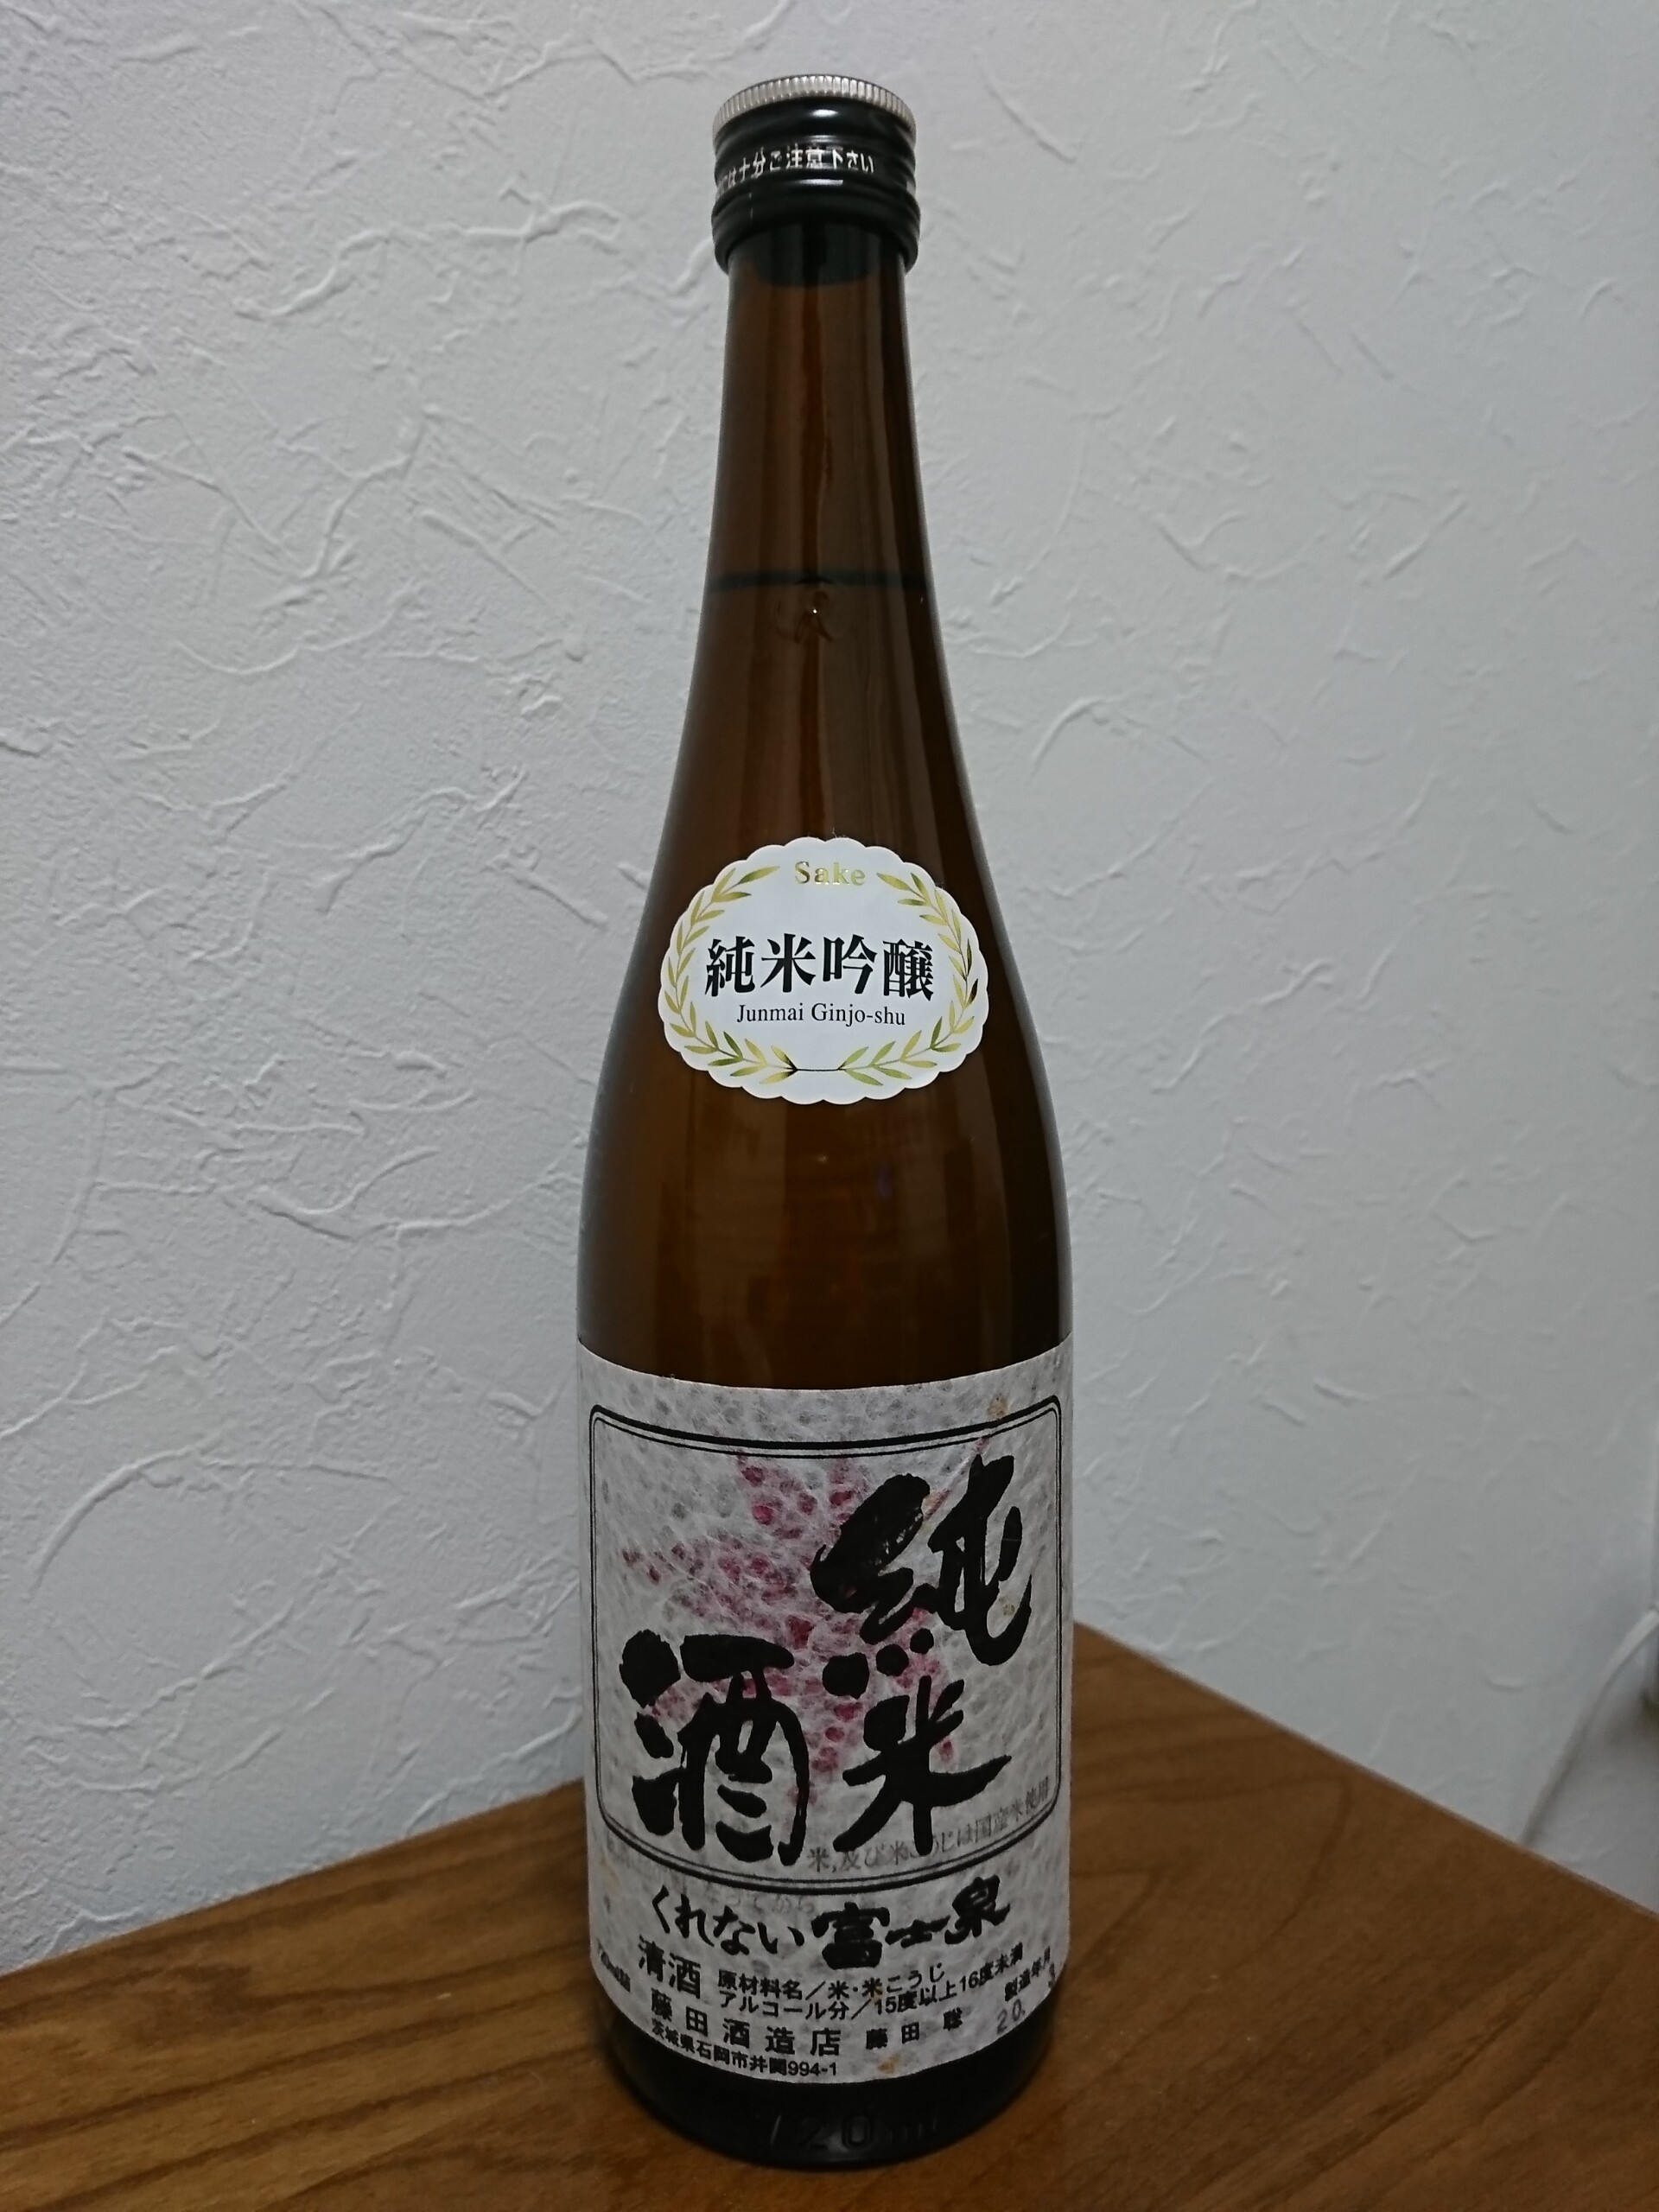 には十分ご注意下さい
Sake
純米吟醸
Junmai Ginjo-shu
純米
酒
米,及び米こうじは国産米使用
くれない富士泉
清酒
原材料名/米・米こうじ
アルコール分/15度以上16度未満
製造年月
20. 3
藤田酒造店 藤田 聡
茨城県石岡市井関994-1
720ml